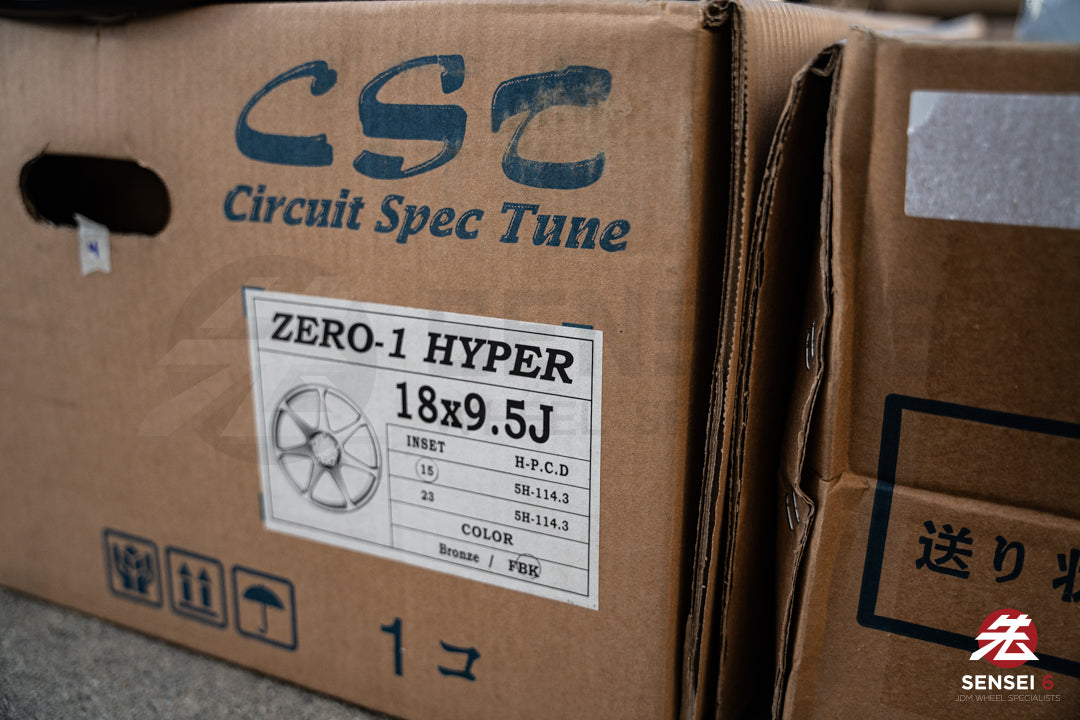 CSC
Circuit Spec Tune
ZERO-1 HYPER
18x9.5J
INSET
H-P.C.D
15
5H-114.3
23
5H-114.3
COLOR
Bronze / FBK
1コ
送り状
SENSEI 6
JDM WHEEL SPECIALISTS